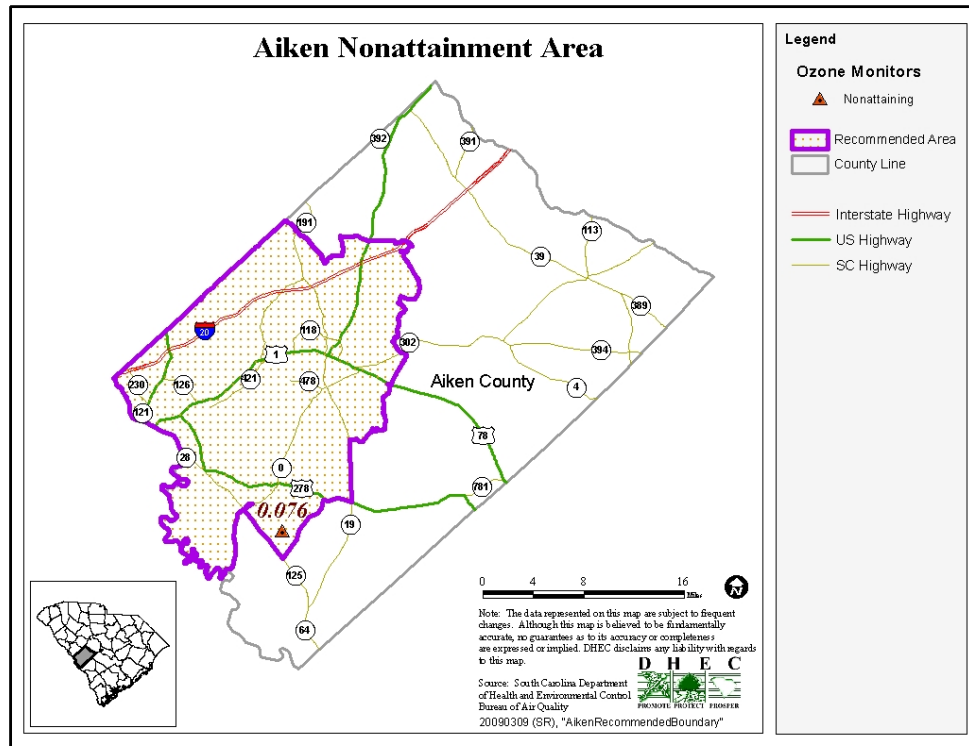 Aiken Nonattainment Area
Legend
Ozone Monitors
Nonattaining
Recommended Area
County Line
Interstate Highway
US Highway
SC Highway
392
391
191
113
39
389
20
118
302
1
394
230
126
421
478
Aiken County
4
121
78
28
0
278
781
0.076
19
125
64
0 4 8 16
Miles
N
Note: The data represented on this map are subject to frequent
changes. Although this map is believed to be fundamentally
accurate, no guarantees as to its accuracy or completeness
are expressed or implied. DHEC disclaims any liability with regards
to this map.
D H E C
PROMOTE PROTECT PROSPER
Source: South Carolina Department
of Health and Environmental Control
Bureau of Air Quality
20090309 (SR), "AikenRecommendedBoundary"